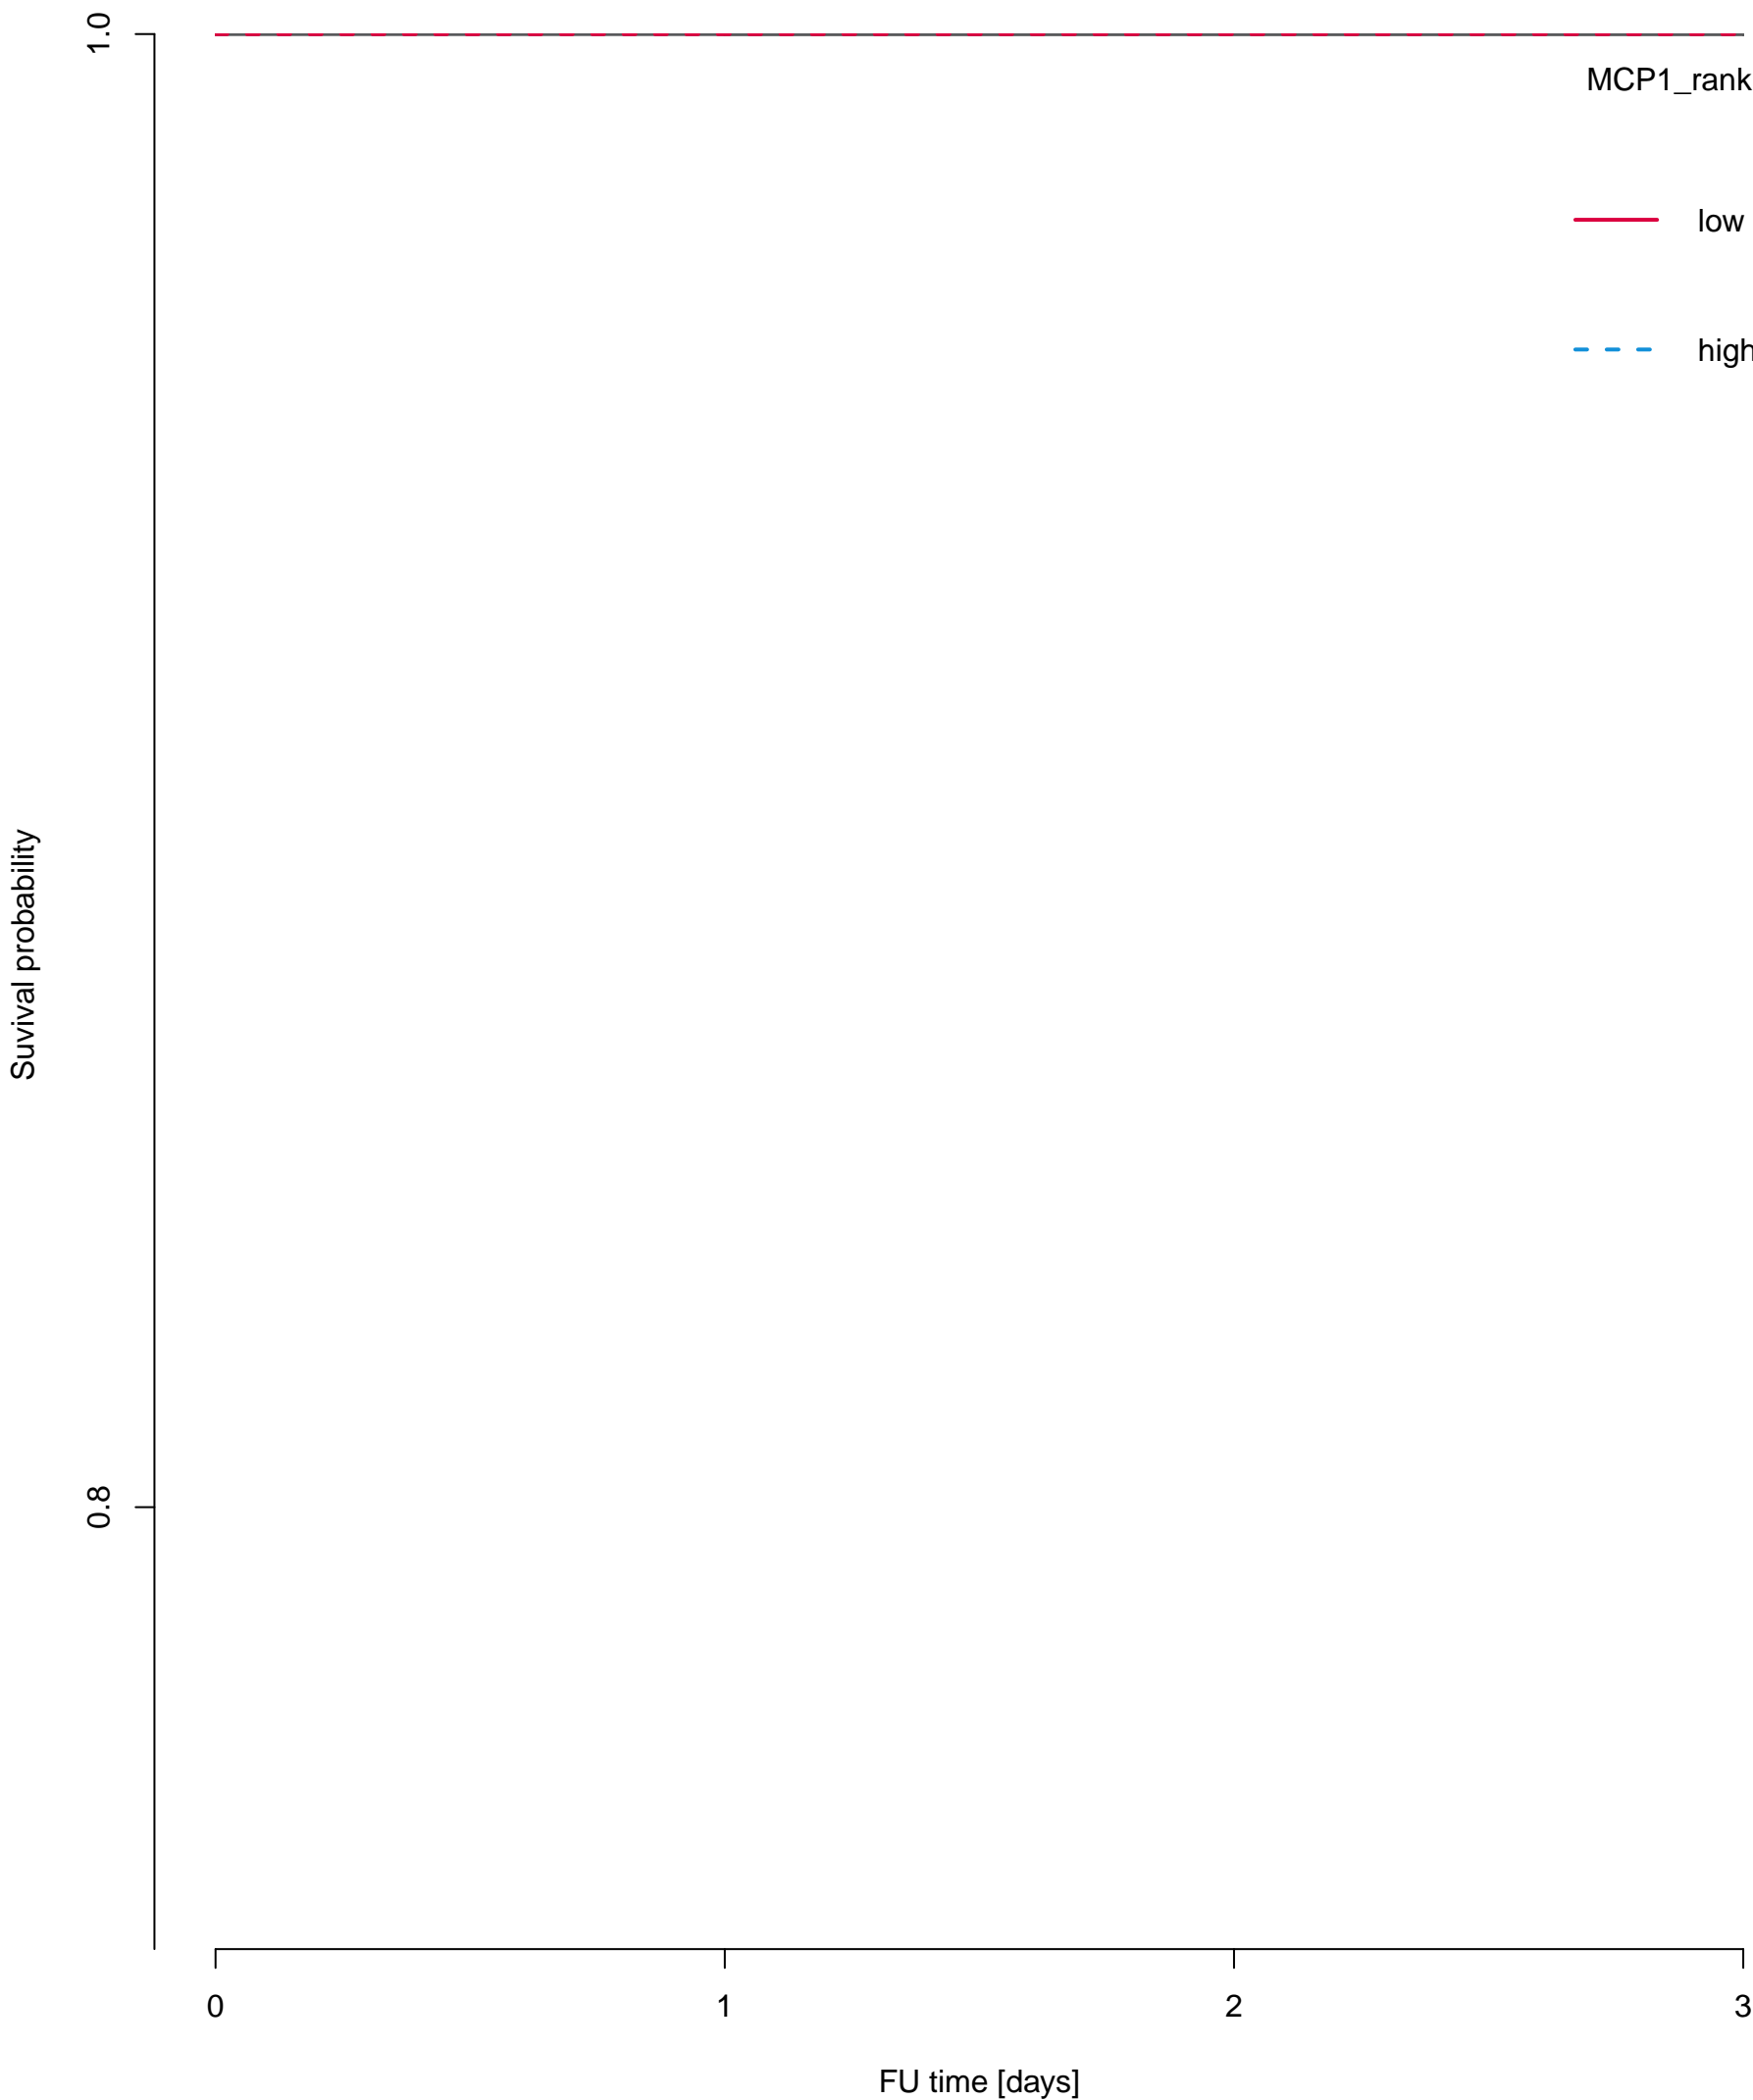 1.0
MCP1_rank
low
high
Suvival probability
0.8
0
1
2
3
FU time [days]